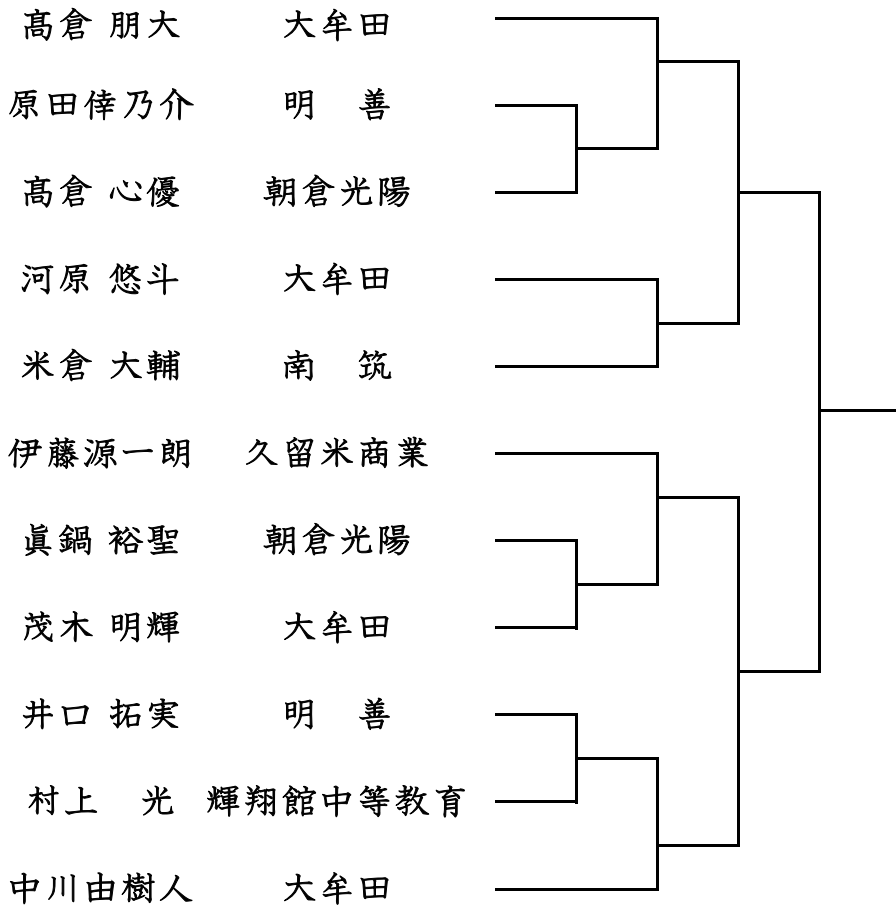 髙倉 朋大 大牟田
原田倖乃介 明 善
髙倉 心優 朝倉光陽
河原 悠斗 大牟田
米倉 大輔 南 筑
伊藤源一朗 久留米商業
眞鍋 裕聖 朝倉光陽
茂木 明輝 大牟田
井口 拓実 明 善
村上 光 輝翔館中等教育
中川由樹人 大牟田